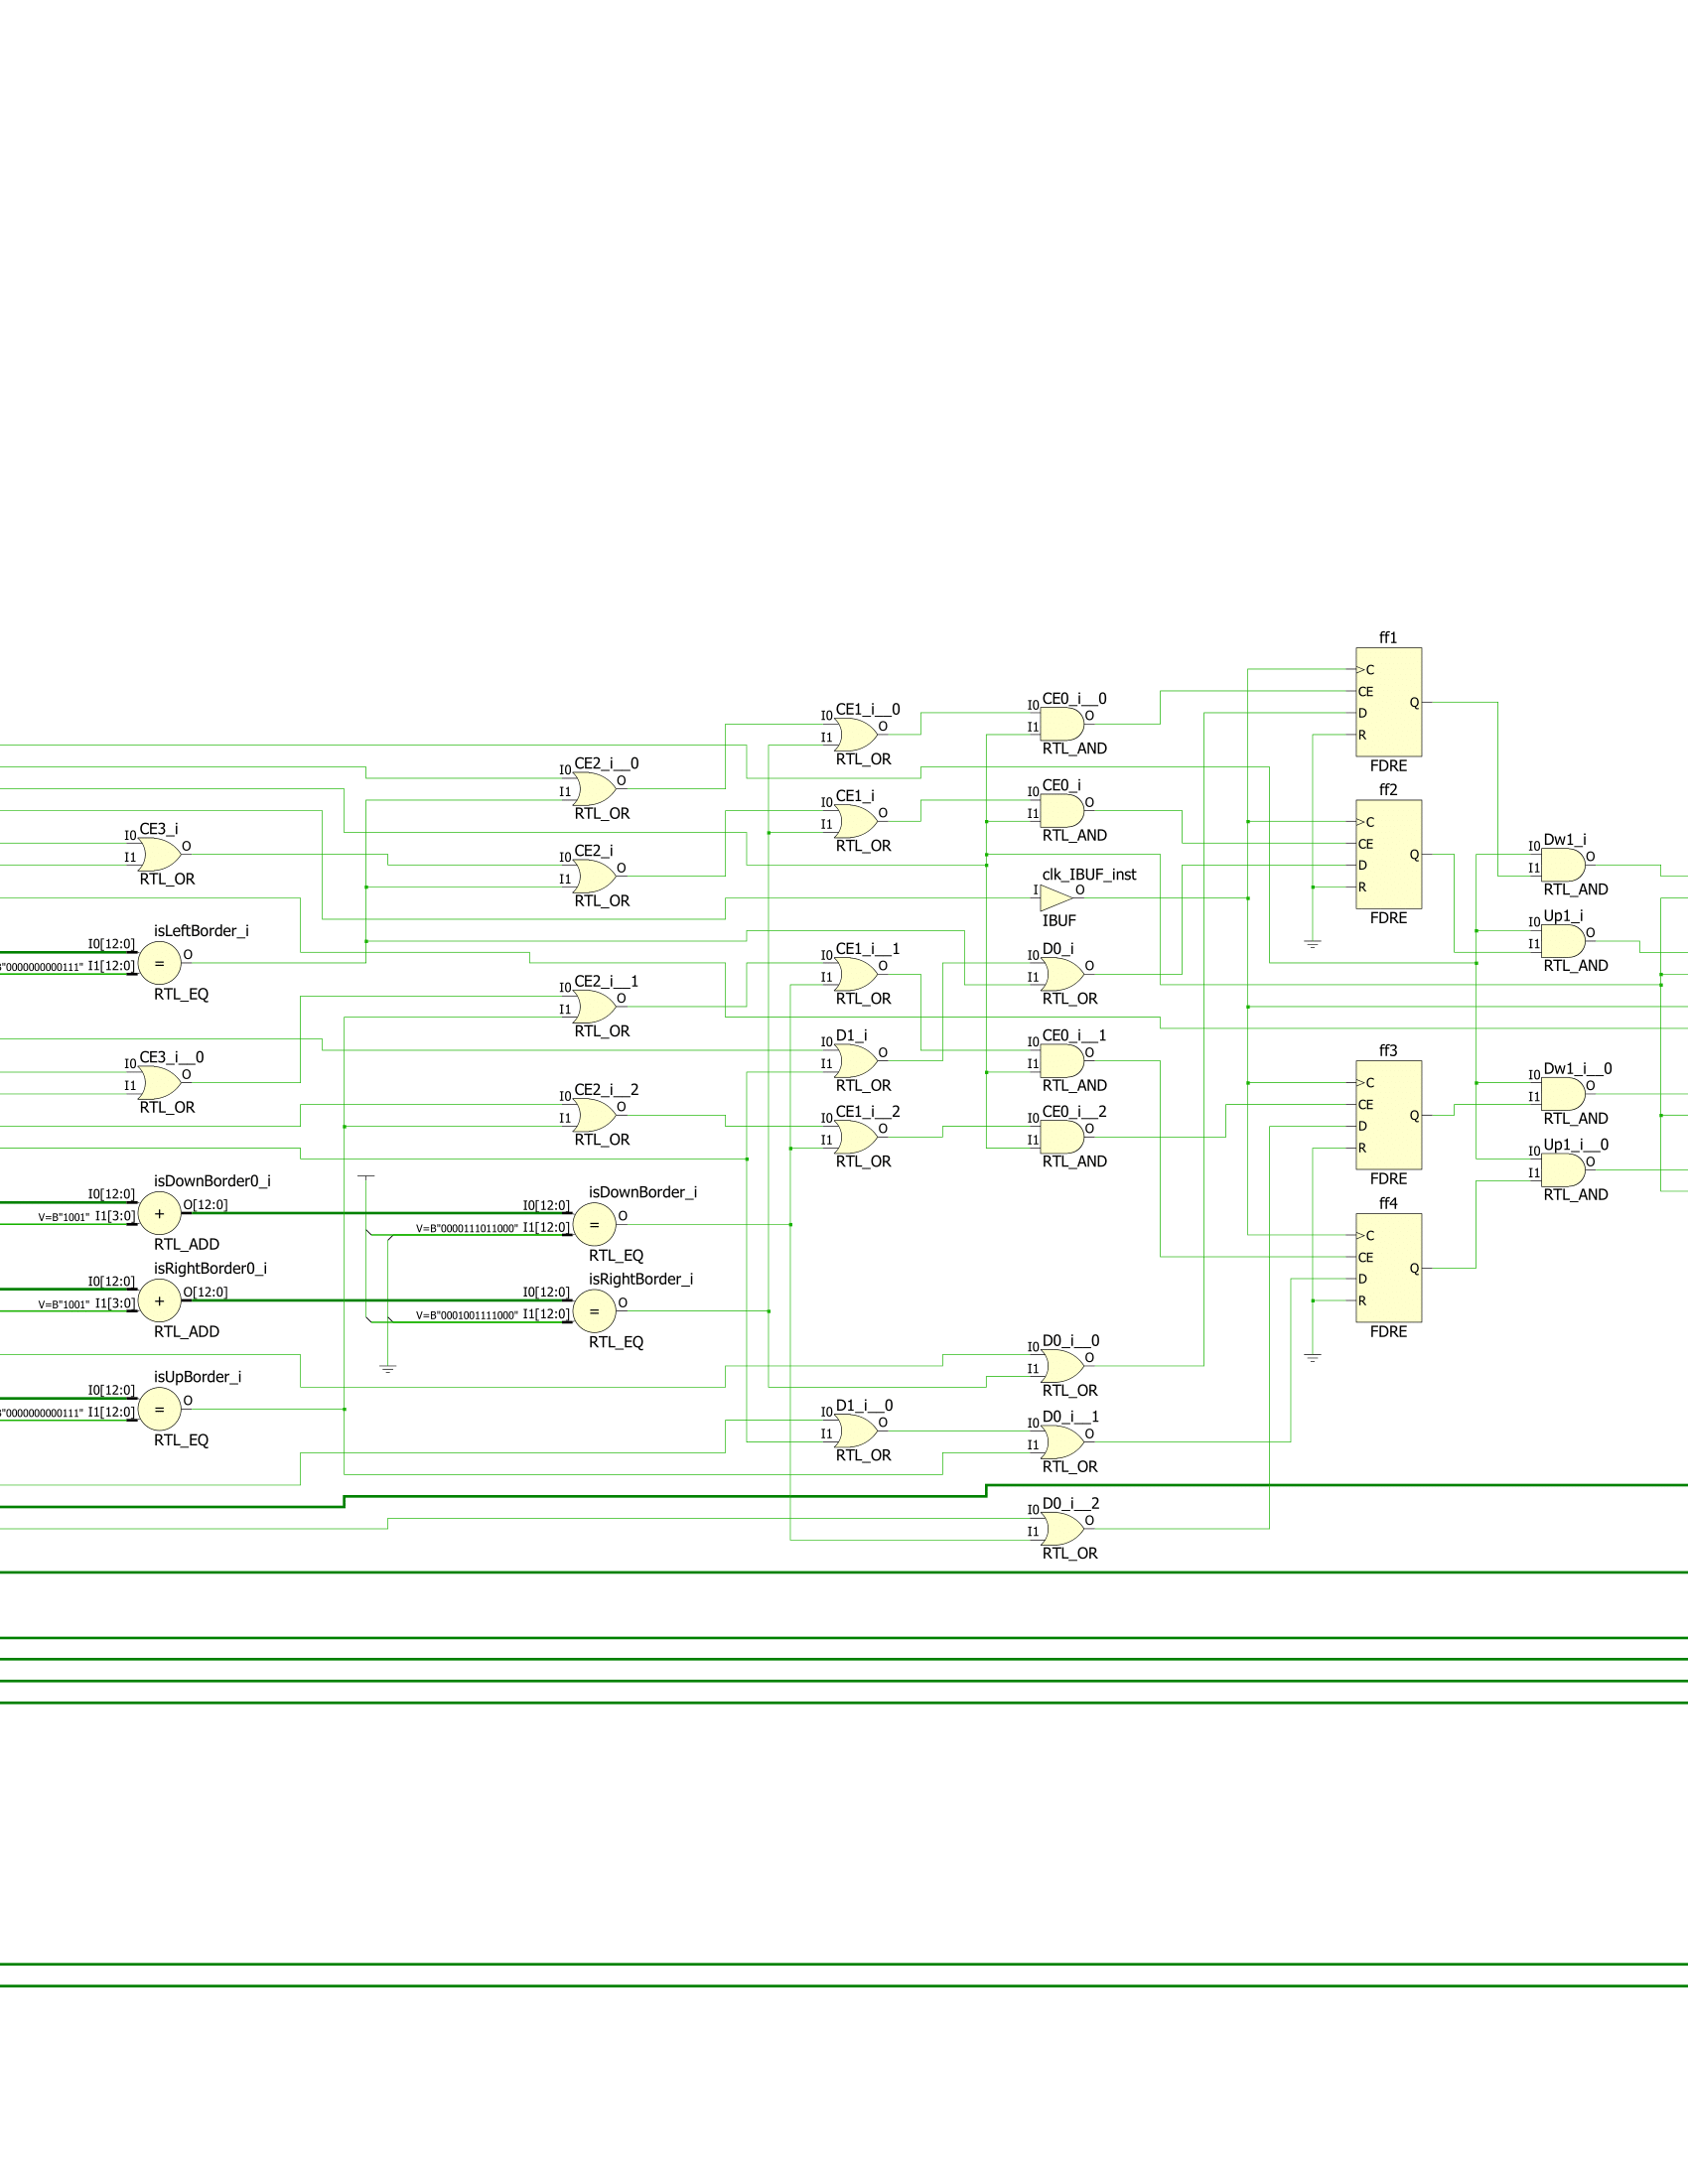 ff1
C
CE
D
R
Q
FDRE
CE1_i__0
I0
I1
O
RTL_OR
CE0_i__0
I0
I1
O
RTL_AND
CE2_i__0
I0
I1
O
RTL_OR
ff2
C
CE
D
R
Q
FDRE
CE1_i
I0
I1
O
RTL_OR
CE0_i
I0
I1
O
RTL_AND
CE3_i
I0
I1
O
RTL_OR
CE2_i
I0
I1
O
RTL_OR
Dw1_i
I0
I1
O
RTL_AND
clk_IBUF_inst
I
O
IBUF
Up1_i
I0
I1
O
RTL_AND
isLeftBorder_i
I0[12:0]
B"0000000000111" I1[12:0]
=
O
RTL_EQ
CE1_i__1
I0
I1
O
RTL_OR
D0_i
I0
I1
O
RTL_OR
CE2_i__1
I0
I1
O
RTL_OR
D1_i
I0
I1
O
RTL_OR
CE0_i__1
I0
I1
O
RTL_AND
ff3
C
CE
D
R
Q
FDRE
CE3_i__0
I0
I1
O
RTL_OR
Dw1_i__0
I0
I1
O
RTL_AND
CE2_i__2
I0
I1
O
RTL_OR
CE1_i__2
I0
I1
O
RTL_OR
CE0_i__2
I0
I1
O
RTL_AND
Up1_i__0
I0
I1
O
RTL_AND
isDownBorder0_i
I0[12:0]
V=B"1001" I1[3:0]
+
O[12:0]
RTL_ADD
isDownBorder_i
I0[12:0]
V=B"0000111011000" I1[12:0]
=
O
RTL_EQ
ff4
C
CE
D
R
Q
FDRE
isRightBorder0_i
I0[12:0]
V=B"1001" I1[3:0]
+
O[12:0]
RTL_ADD
isRightBorder_i
I0[12:0]
V=B"0001001111000" I1[12:0]
=
O
RTL_EQ
D0_i__0
I0
I1
O
RTL_OR
isUpBorder_i
I0[12:0]
B"0000000000111" I1[12:0]
=
O
RTL_EQ
D1_i__0
I0
I1
O
RTL_OR
D0_i__1
I0
I1
O
RTL_OR
D0_i__2
I0
I1
O
RTL_OR